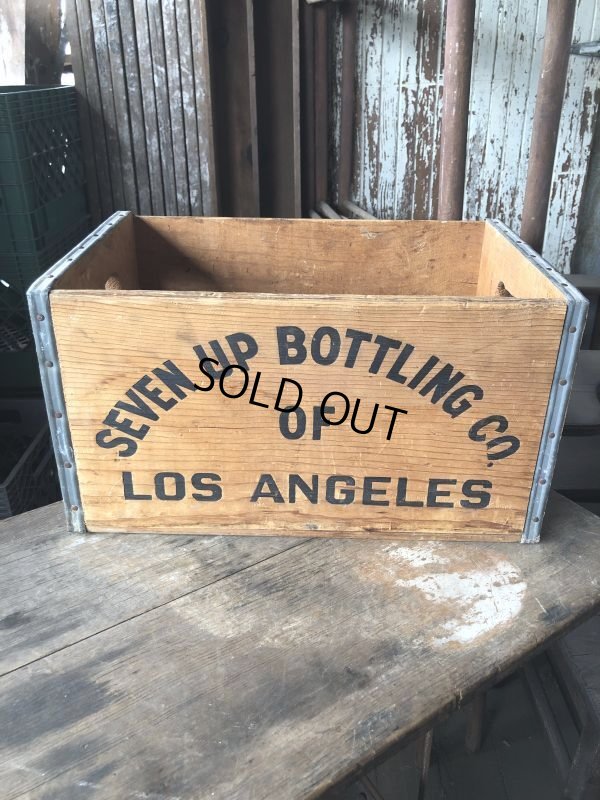 SEVEN UP BOTTLING CO.
SOLD OUT
OF
LOS ANGELES